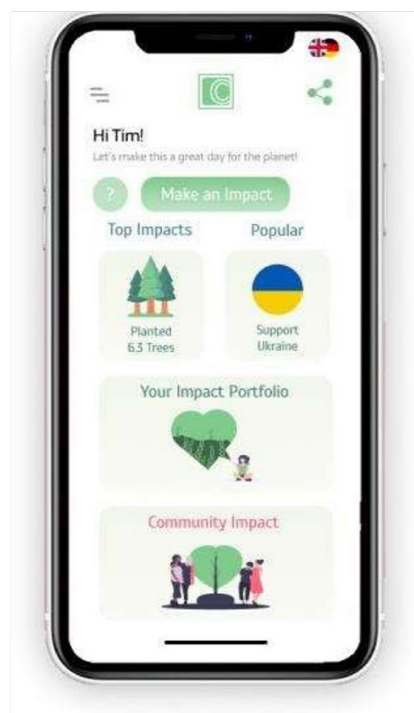 C
Hi Tim!
Let's make this a great day for the planet!
?
Make an Impact
Top Impacts
Popular
Planted
6.3 Trees
Support
Ukraine
Your Impact Portfolio
Community Impact